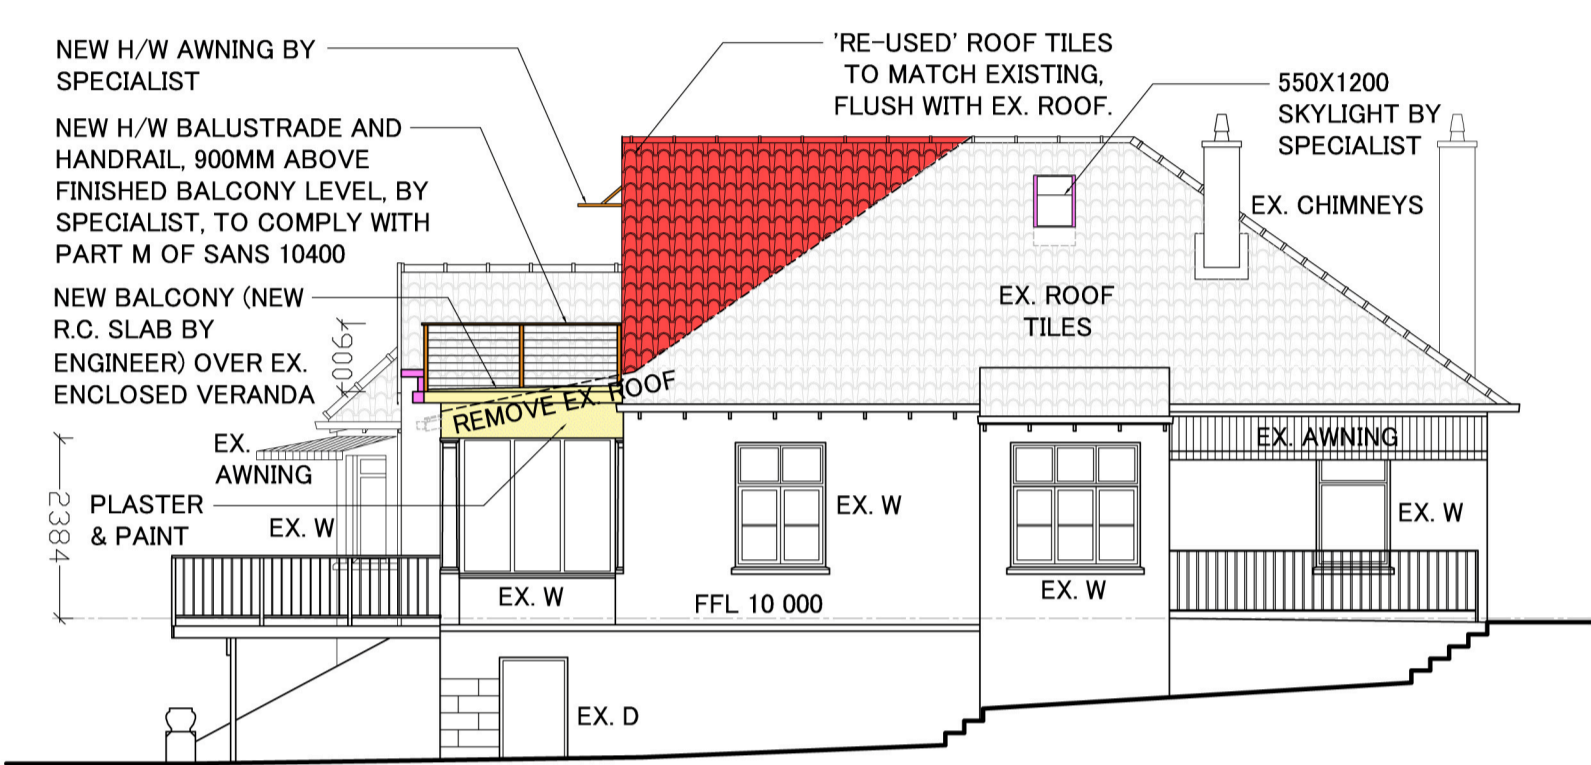 NEW H/W AWNING BY
SPECIALIST
NEW H/W BALUSTRADE AND
HANDRAIL, 900MM ABOVE
FINISHED BALCONY LEVEL, BY
SPECIALIST, TO COMPLY WITH
PART M OF SANS 10400
NEW BALCONY (NEW
R.C. SLAB BY
ENGINEER) OVER EX.
ENCLOSED VERANDA
'RE-USED' ROOF TILES
TO MATCH EXISTING,
FLUSH WITH EX. ROOF.
550X1200
SKYLIGHT BY
SPECIALIST
EX. CHIMNEYS
EX. ROOF
TILES
900
REMOVE EX. ROOF
EX.
AWNING
EX. AWNING
2384
PLASTER
& PAINT
EX. W
EX. W
EX. W
EX. W
EX. W
FFL 10 000
EX. D